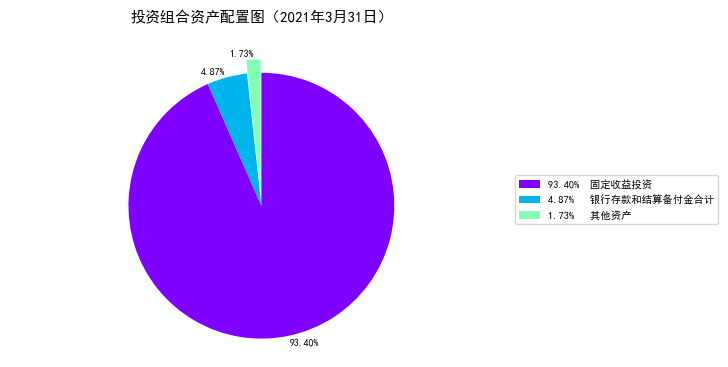 投资组合资产配置图（2021年3月31日）
1.73%
4.87%
93.40%
93.40% 固定收益投资
4.87% 银行存款和结算备付金合计
1.73% 其他资产